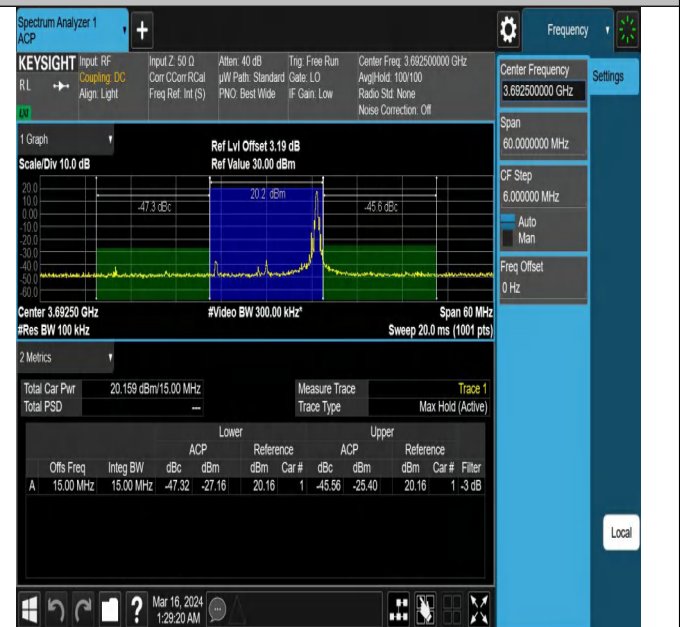 Spectrum Analyzer 1
ACP
+
Frequency
KEYSIGHT
RL
Input: RF
Coupling: DC
Align: Light
Input Z: 50 Ω
Corr CCorr RCal
Freq Ref: Int (S)
Atten: 40 dB
µW Path: Standard
PNO: Best Wide
Trig: Free Run
Gate: LO
IF Gain: Low
Center Freq: 3.692500000 GHz
Avg|Hold: 100/100
Radio Std: None
Noise Correction: Off
Center Frequency
3.692500000 GHz
Settings
Span
60.0000000 MHz
CF Step
6.000000 MHz
Auto
Man
Freq Offset
0 Hz
1 Graph
Scale/Div 10.0 dB
Ref Lvl Offset 3.19 dB
Ref Value 30.00 dBm
20.0
10.0
0.00
-10.0
-20.0
-30.0
-40.0
-50.0
-60.0
-47.3 dBc
20.2 dBm
-45.6 dBc
Center 3.69250 GHz
#Video BW 300.00 kHz*
Span 60 MHz
#Res BW 100 kHz
Sweep 20.0 ms (1001 pts)
2 Metrics
Total Car Pwr 20.159 dBm/15.00 MHz
Total PSD ---
Measure Trace Trace 1
Trace Type Max Hold (Active)
Lower Upper
ACP Reference ACP Reference
Offs Freq Integ BW dBc dBm dBm Car # dBc dBm dBm Car # Filter
A 15.00 MHz 15.00 MHz -47.32 -27.16 20.16 1 -45.56 -25.40 20.16 1 -3 dB
Local
?
Mar 16, 2024
1:29:20 AM